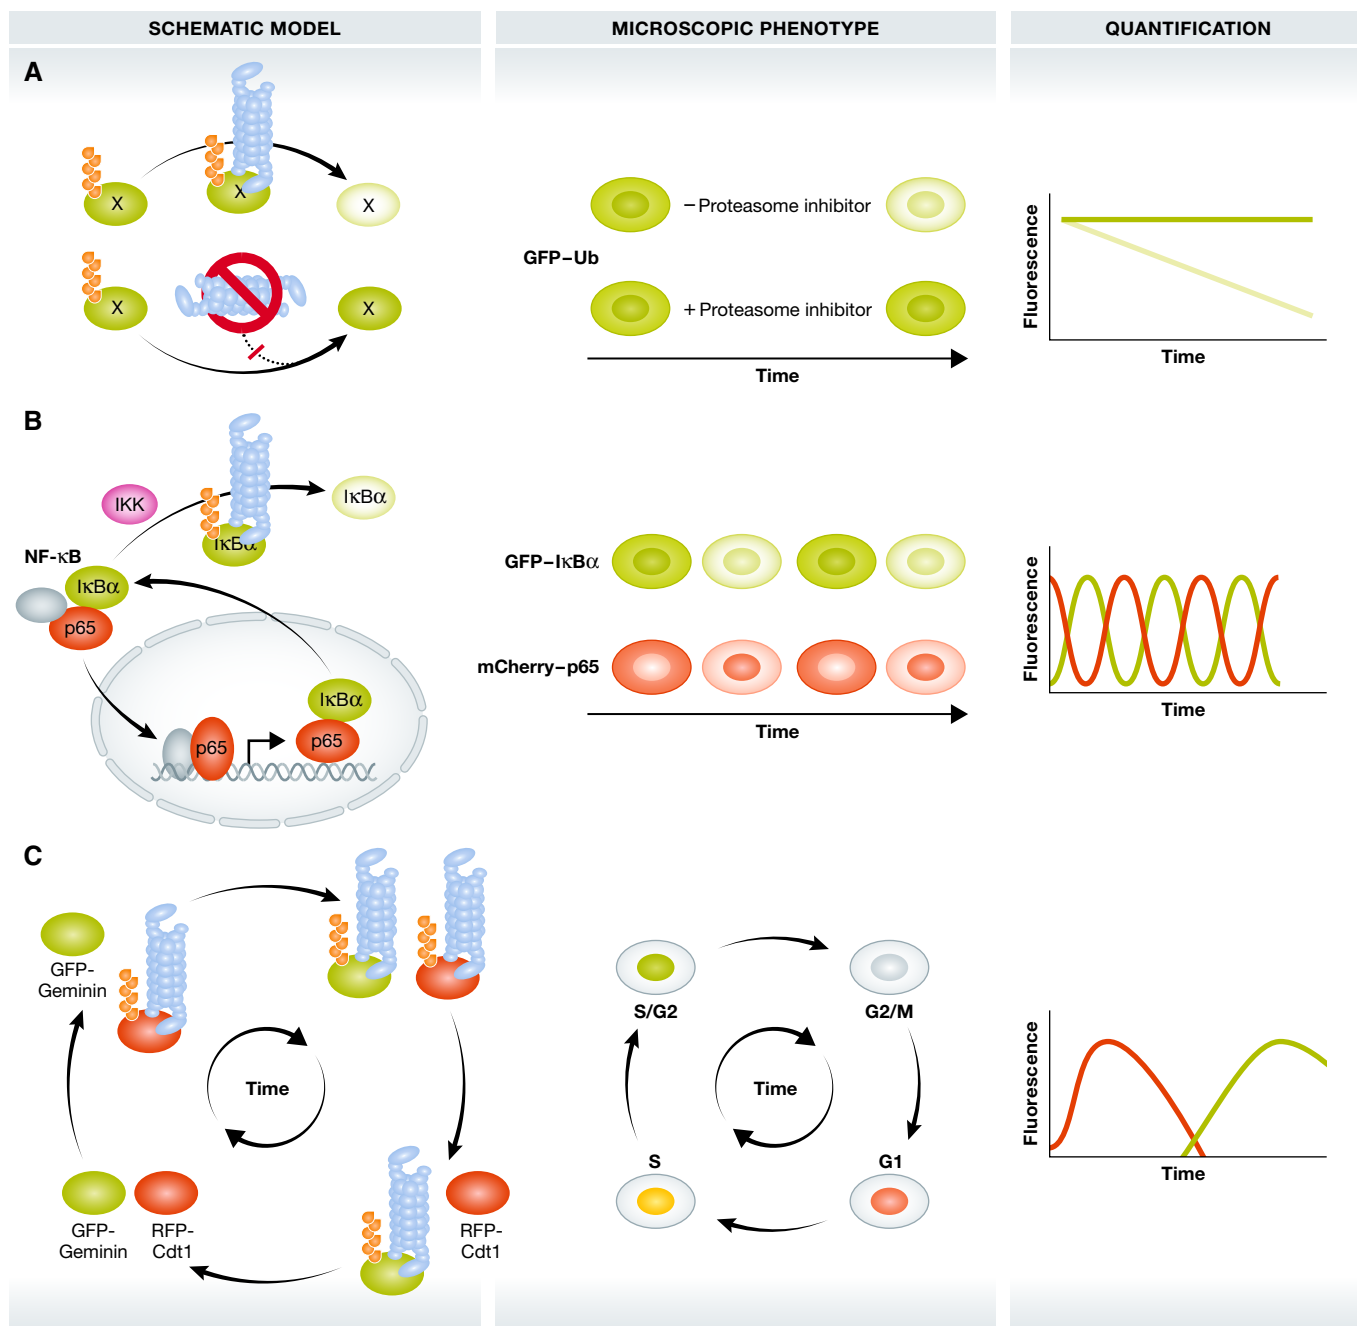 SCHEMATIC MODEL
MICROSCOPIC PHENOTYPE
QUANTIFICATION
A
X
X
X
X
X
GFP–Ub
– Proteasome inhibitor
+ Proteasome inhibitor
Time
Fluorescence
Time
B
IKK
IκBα
IκBα
NF-κB
IκBα
p65
IκBα
p65
p65
GFP–IκBα
mCherry–p65
Time
Fluorescence
Time
C
GFP-
Geminin
Time
GFP-
Geminin
RFP-
Cdt1
RFP-
Cdt1
S/G2
G2/M
Time
S
G1
Fluorescence
Time